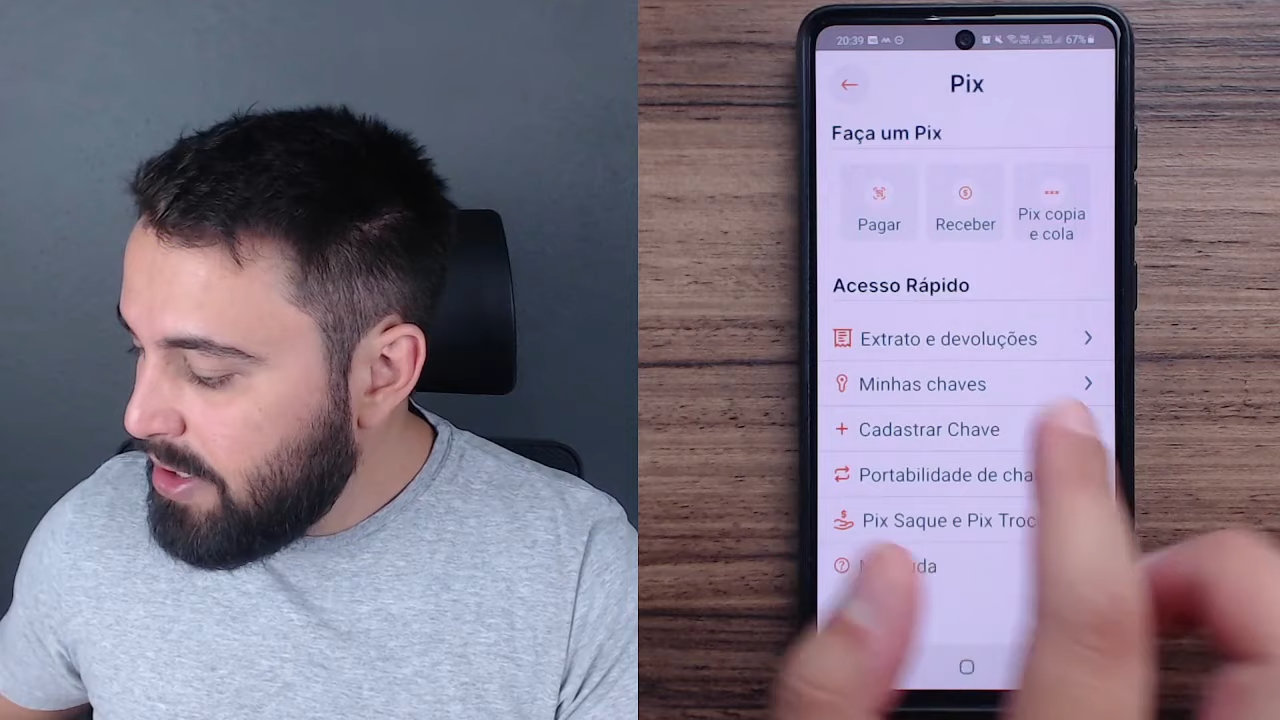 20:39
67%
Pix
Faça um Pix
Pagar
Receber
Pix copia
e cola
Acesso Rápido
Extrato e devoluções
Minhas chaves
Cadastrar Chave
Portabilidade de cha
Pix Saque e Pix Troc